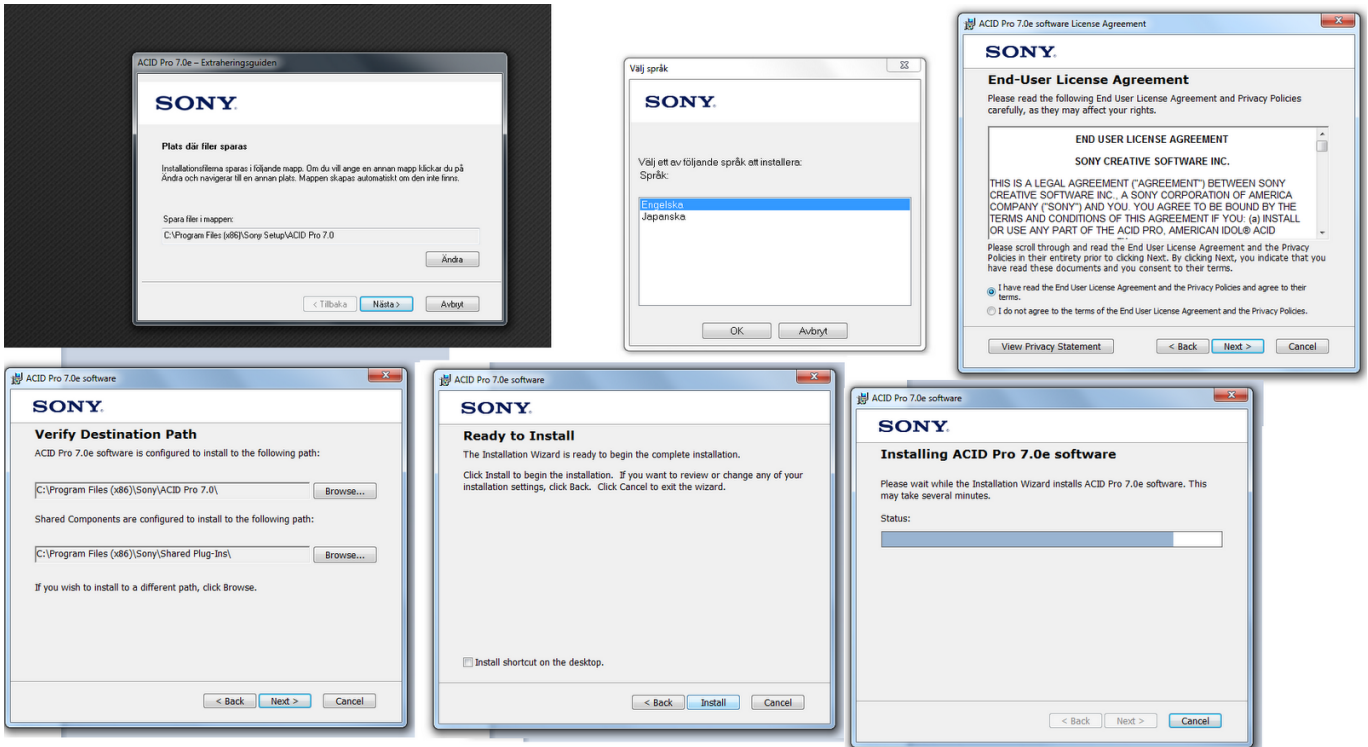 ACID Pro 7.0e – Extraheringsguiden
SONY
Plats där filer sparas
Installationsfilerna sparas i följande mapp. Om du vill ange en annan mapp klickar du på
Ändra och navigerar till en annan plats. Mappen skapas automatiskt om den inte finns.
Spara filer i mappen:
C:\Program Files (x86)\Sony Setup\ACID Pro 7.0
Ändra
< Tillbaka
Nästa >
Avbryt
Välj språk
SONY
Välj ett av följande språk att installera:
Språk:
Engelska
Japanska
OK
Avbryt
ACID Pro 7.0e software License Agreement
SONY
End-User License Agreement
Please read the following End User License Agreement and Privacy Policies
carefully, as they may affect your rights.
END USER LICENSE AGREEMENT
SONY CREATIVE SOFTWARE INC.
THIS IS A LEGAL AGREEMENT ("AGREEMENT") BETWEEN SONY
CREATIVE SOFTWARE INC., A SONY CORPORATION OF AMERICA
COMPANY ("SONY") AND YOU. YOU AGREE TO BE BOUND BY THE
TERMS AND CONDITIONS OF THIS AGREEMENT IF YOU: (a) INSTALL
OR USE ANY PART OF THE ACID PRO, AMERICAN IDOL® ACID
Please scroll through and read the End User License Agreement and the Privacy
Policies in their entirety prior to clicking Next. By clicking Next, you indicate that you
have read these documents and you consent to their terms.
I have read the End User License Agreement and the Privacy Policies and agree to their
terms.
I do not agree to the terms of the End User License Agreement and the Privacy Policies.
View Privacy Statement
< Back
Next >
Cancel
ACID Pro 7.0e software
SONY
Verify Destination Path
ACID Pro 7.0e software is configured to install to the following path:
C:\Program Files (x86)\Sony\ACID Pro 7.0\
Browse...
Shared Components are configured to install to the following path:
C:\Program Files (x86)\Sony\Shared Plug-Ins\
Browse...
If you wish to install to a different path, click Browse.
< Back
Next >
Cancel
ACID Pro 7.0e software
SONY
Ready to Install
The Installation Wizard is ready to begin the complete installation.
Click Install to begin the installation. If you want to review or change any of your
installation settings, click Back. Click Cancel to exit the wizard.
Install shortcut on the desktop.
< Back
Install
Cancel
ACID Pro 7.0e software
SONY
Installing ACID Pro 7.0e software
Please wait while the Installation Wizard installs ACID Pro 7.0e software. This
may take several minutes.
Status:
< Back
Next >
Cancel